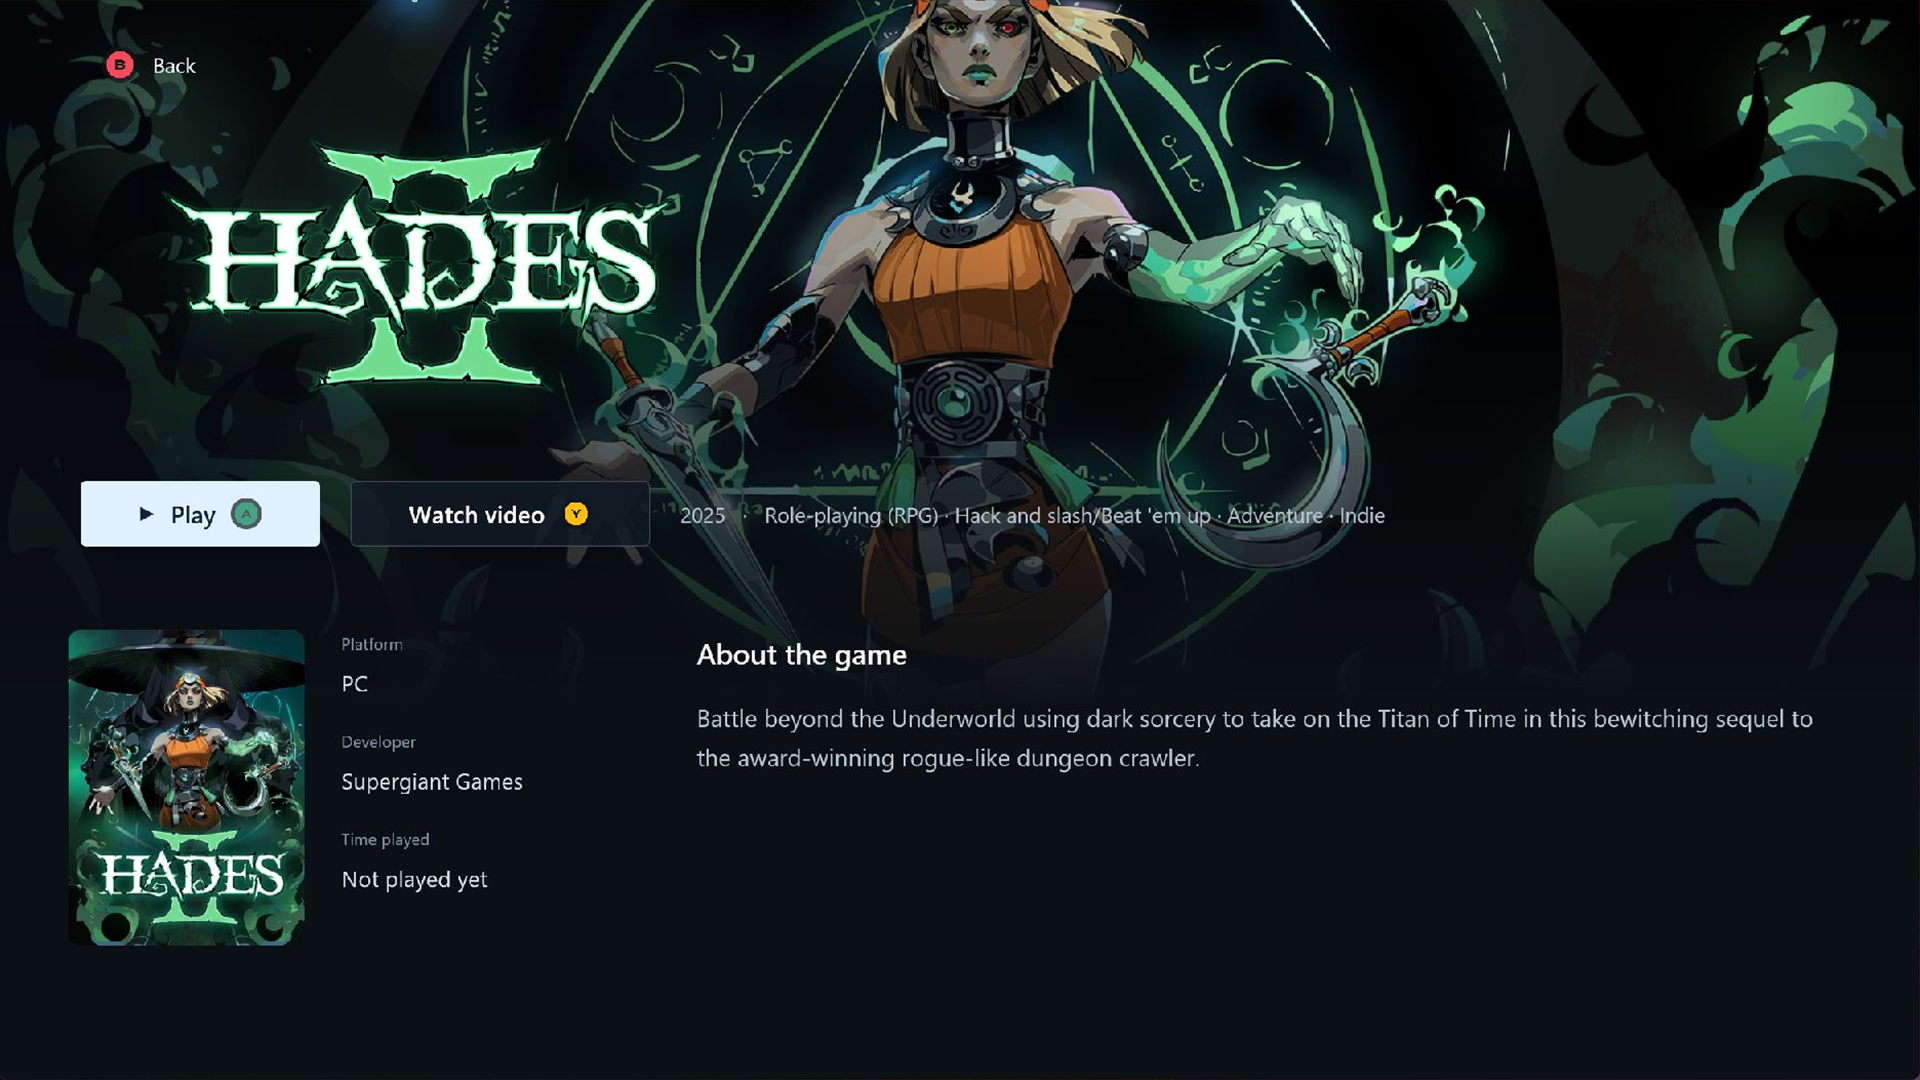 B Back
II
HADES
Play A
Watch video Y
2025 · Role-playing (RPG) · Hack and slash/Beat 'em up · Adventure · Indie
Platform
PC
Developer
Supergiant Games
Time played
Not played yet
About the game
Battle beyond the Underworld using dark sorcery to take on the Titan of Time in this bewitching sequel to
the award-winning rogue-like dungeon crawler.
HADES
II